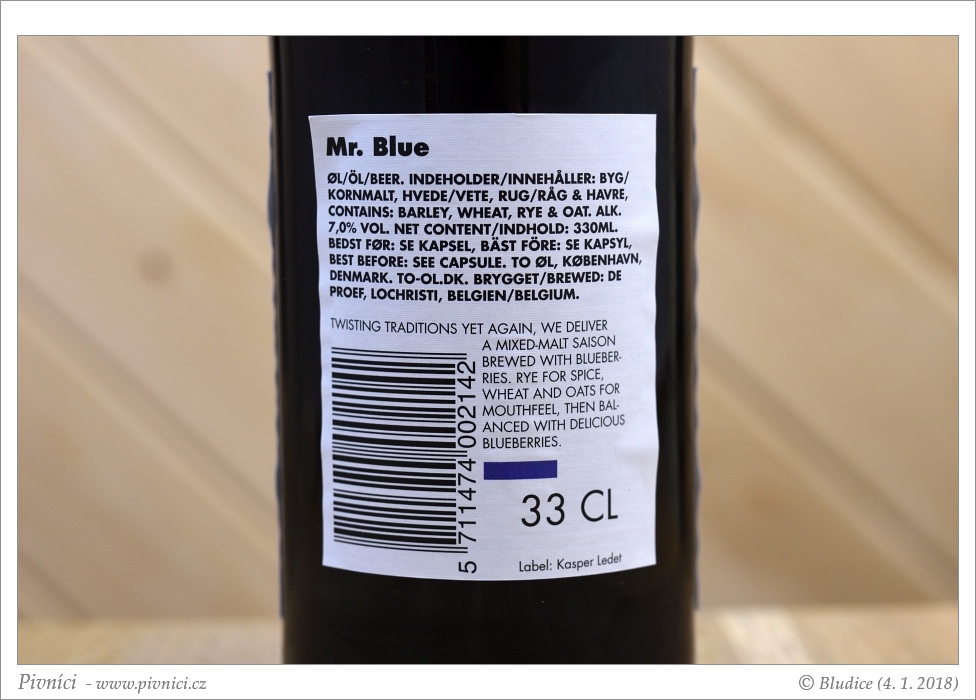 Mr. Blue
ØL/ÖL/BEER. INDEHOLDER/INNEHÅLLER: BYG/
KORNMALT, HVEDE/VETE, RUG/RÅG & HAVRE,
CONTAINS: BARLEY, WHEAT, RYE & OAT. ALK.
7,0% VOL. NET CONTENT/INDHOLD: 330ML.
BEDST FØR: SE KAPSEL, BÄST FÖRE: SE KAPSYL,
BEST BEFORE: SEE CAPSULE. TO ØL, KØBENHAVN,
DENMARK. TO-OL.DK. BRYGGET/BREWED: DE
PROEF, LOCHRISTI, BELGIEN/BELGIUM.
TWISTING TRADITIONS YET AGAIN, WE DELIVER
A MIXED-MALT SAISON
BREWED WITH BLUEBER-
RIES. RYE FOR SPICE,
WHEAT AND OATS FOR
MOUTHFEEL, THEN BAL-
ANCED WITH DELICIOUS
BLUEBERRIES.
5 711474 002142
33 CL
Label: Kasper Ledet
Pivníci - www.pivnici.cz
© Bludice (4. 1. 2018)